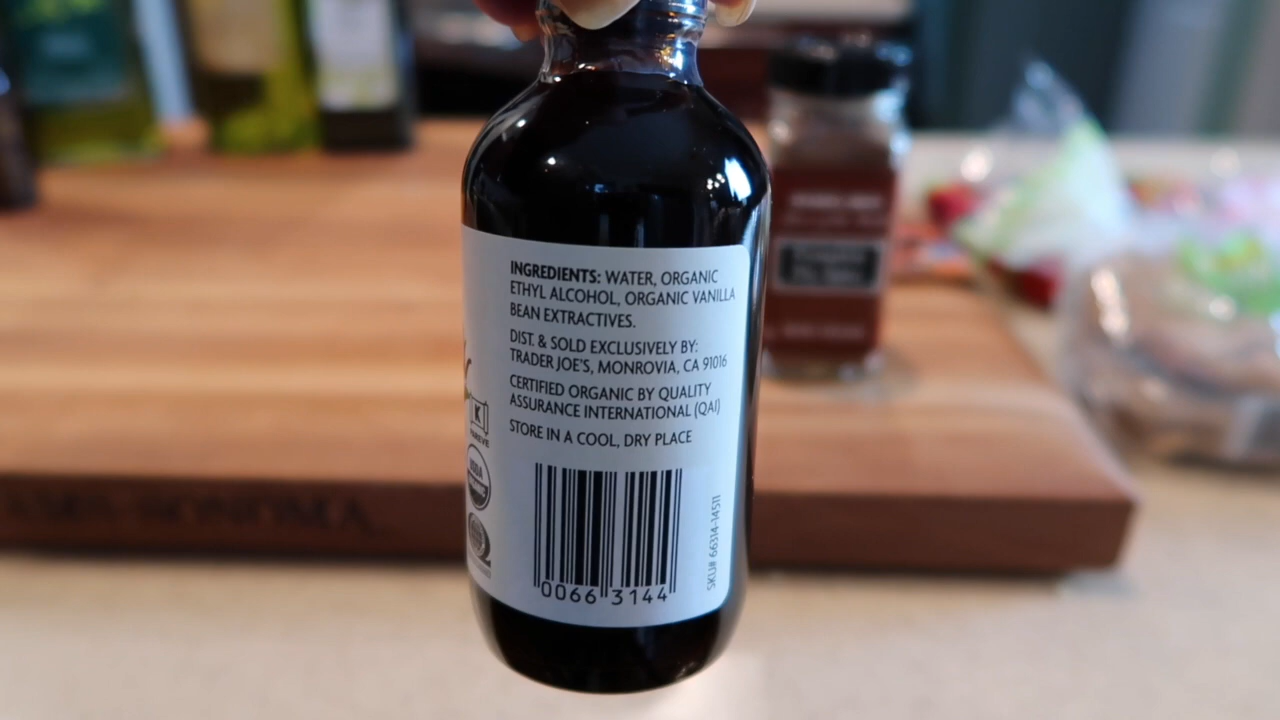 INGREDIENTS: WATER, ORGANIC
ETHYL ALCOHOL, ORGANIC VANILLA
BEAN EXTRACTIVES.
DIST. & SOLD EXCLUSIVELY BY:
TRADER JOE'S, MONROVIA, CA 91016
CERTIFIED ORGANIC BY QUALITY
ASSURANCE INTERNATIONAL (QAI)
STORE IN A COOL, DRY PLACE
K
USDA
0066 3144
SKU# 66314-14511